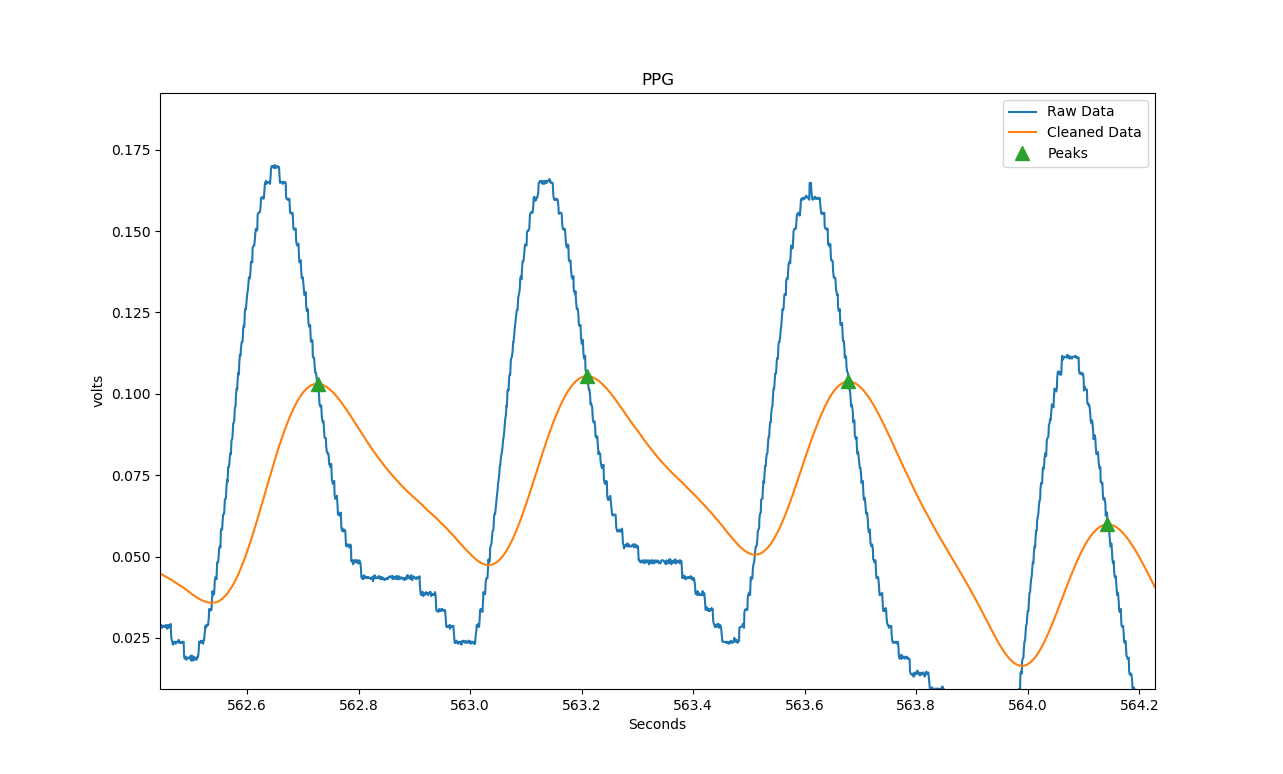 PPG
Raw Data
Cleaned Data
Peaks
0.175
0.150
0.125
0.100
0.075
0.050
0.025
volts
562.6 562.8 563.0 563.2 563.4 563.6 563.8 564.0 564.2
Seconds